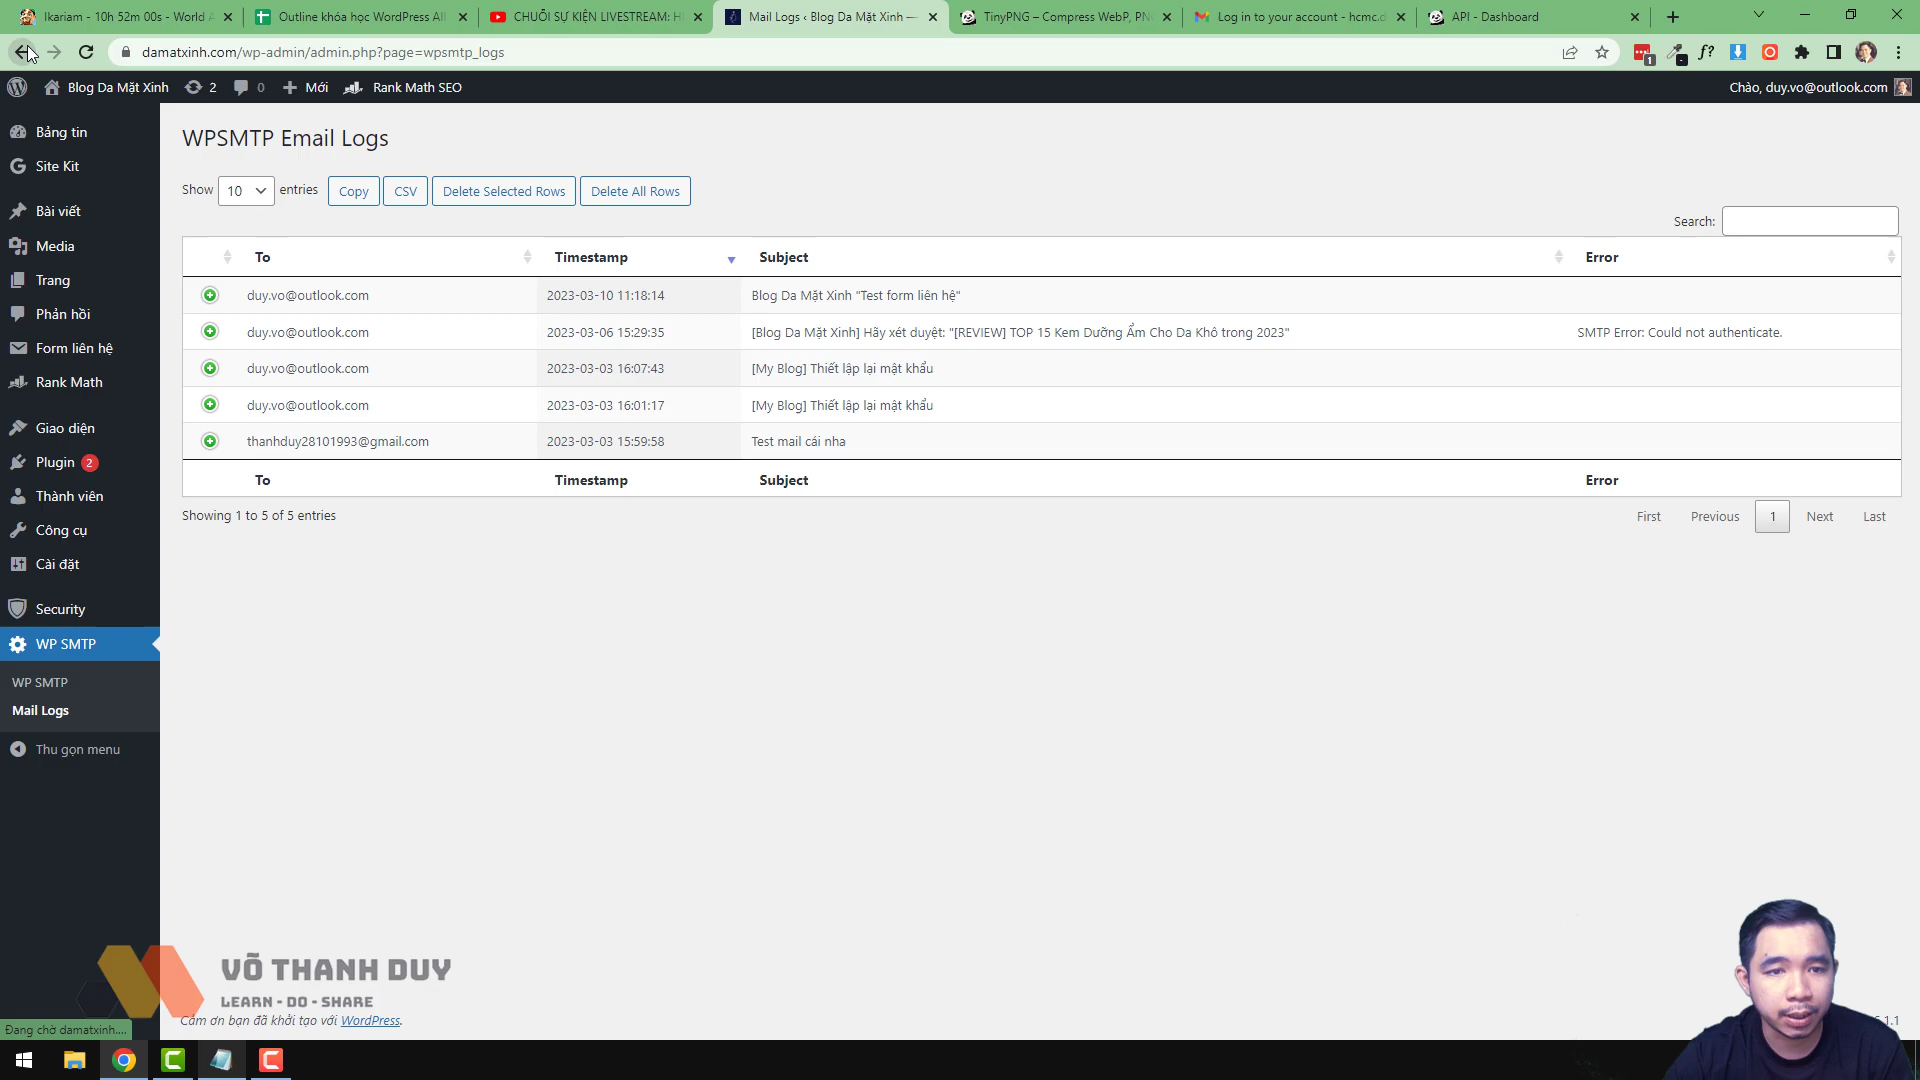 Ikariam - 10h 52m 00s - World A
Outline khóa học WordPress All
CHUỖI SỰ KIỆN LIVESTREAM: H
Mail Logs ‹ Blog Da Mặt Xinh —
TinyPNG – Compress WebP, PN
Log in to your account - hcmc.d
API - Dashboard
damatxinh.com/wp-admin/admin.php?page=wpsmtp_logs
1
Blog Da Mặt Xinh
2
0
Mới
Rank Math SEO
Chào, duy.vo@outlook.com
Bảng tin
Site Kit
Bài viết
Media
Trang
Phản hồi
Form liên hệ
Rank Math
Giao diện
Plugin 2
Thành viên
Công cụ
Cài đặt
Security
WP SMTP
WP SMTP
Mail Logs
Thu gọn menu
WPSMTP Email Logs
Show 10 entries Copy CSV Delete Selected Rows Delete All Rows
Search:
To Timestamp Subject Error
duy.vo@outlook.com 2023-03-10 11:18:14 Blog Da Mặt Xinh "Test form liên hệ"
duy.vo@outlook.com 2023-03-06 15:29:35 [Blog Da Mặt Xinh] Hãy xét duyệt: "[REVIEW] TOP 15 Kem Dưỡng Ẩm Cho Da Khô trong 2023" SMTP Error: Could not authenticate.
duy.vo@outlook.com 2023-03-03 16:07:43 [My Blog] Thiết lập lại mật khẩu
duy.vo@outlook.com 2023-03-03 16:01:17 [My Blog] Thiết lập lại mật khẩu
thanhduy28101993@gmail.com 2023-03-03 15:59:58 Test mail cái nha
To Timestamp Subject Error
Showing 1 to 5 of 5 entries
First Previous 1 Next Last
VÕ THANH DUY
LEARN - DO - SHARE
Cảm ơn bạn đã khởi tạo với WordPress.
Đang chờ damatxinh....